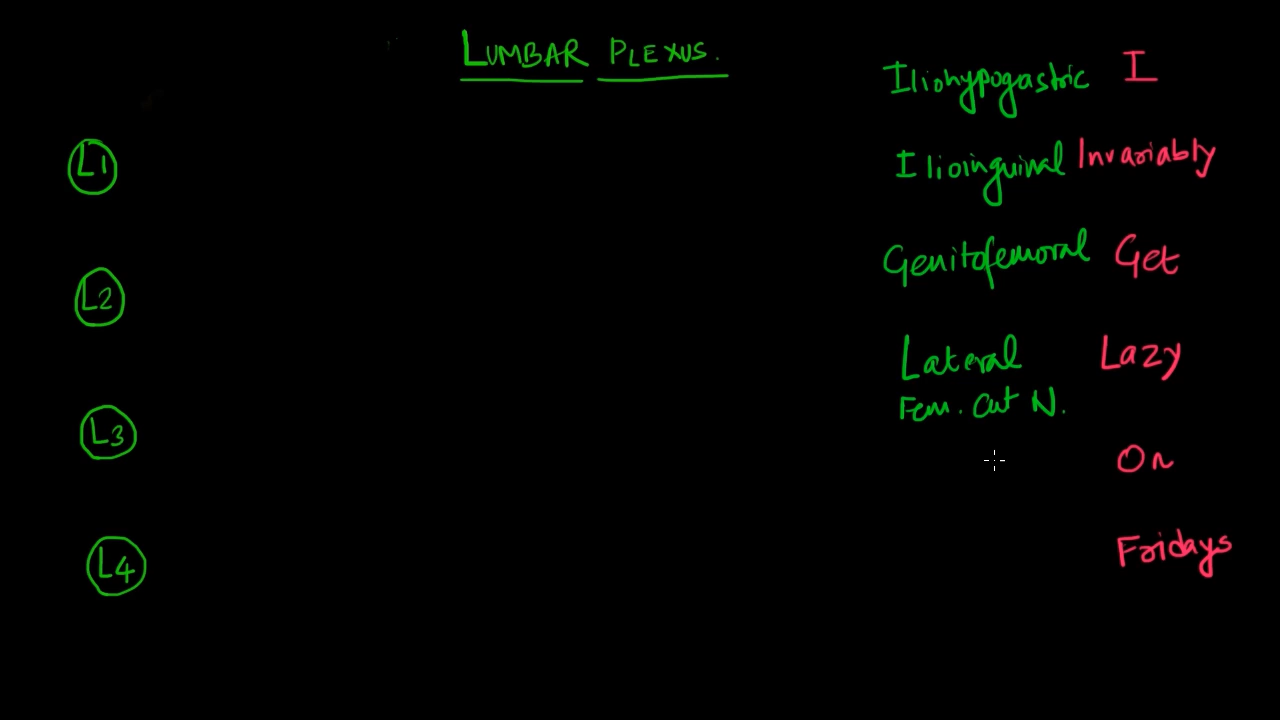 LUMBAR PLEXUS.
Iliohypogastric I
Ilioinguinal Invariably
Genitofemoral Get
Lateral Lazy
Fem. Cut N.
On
Fridays
L1
L2
L3
L4